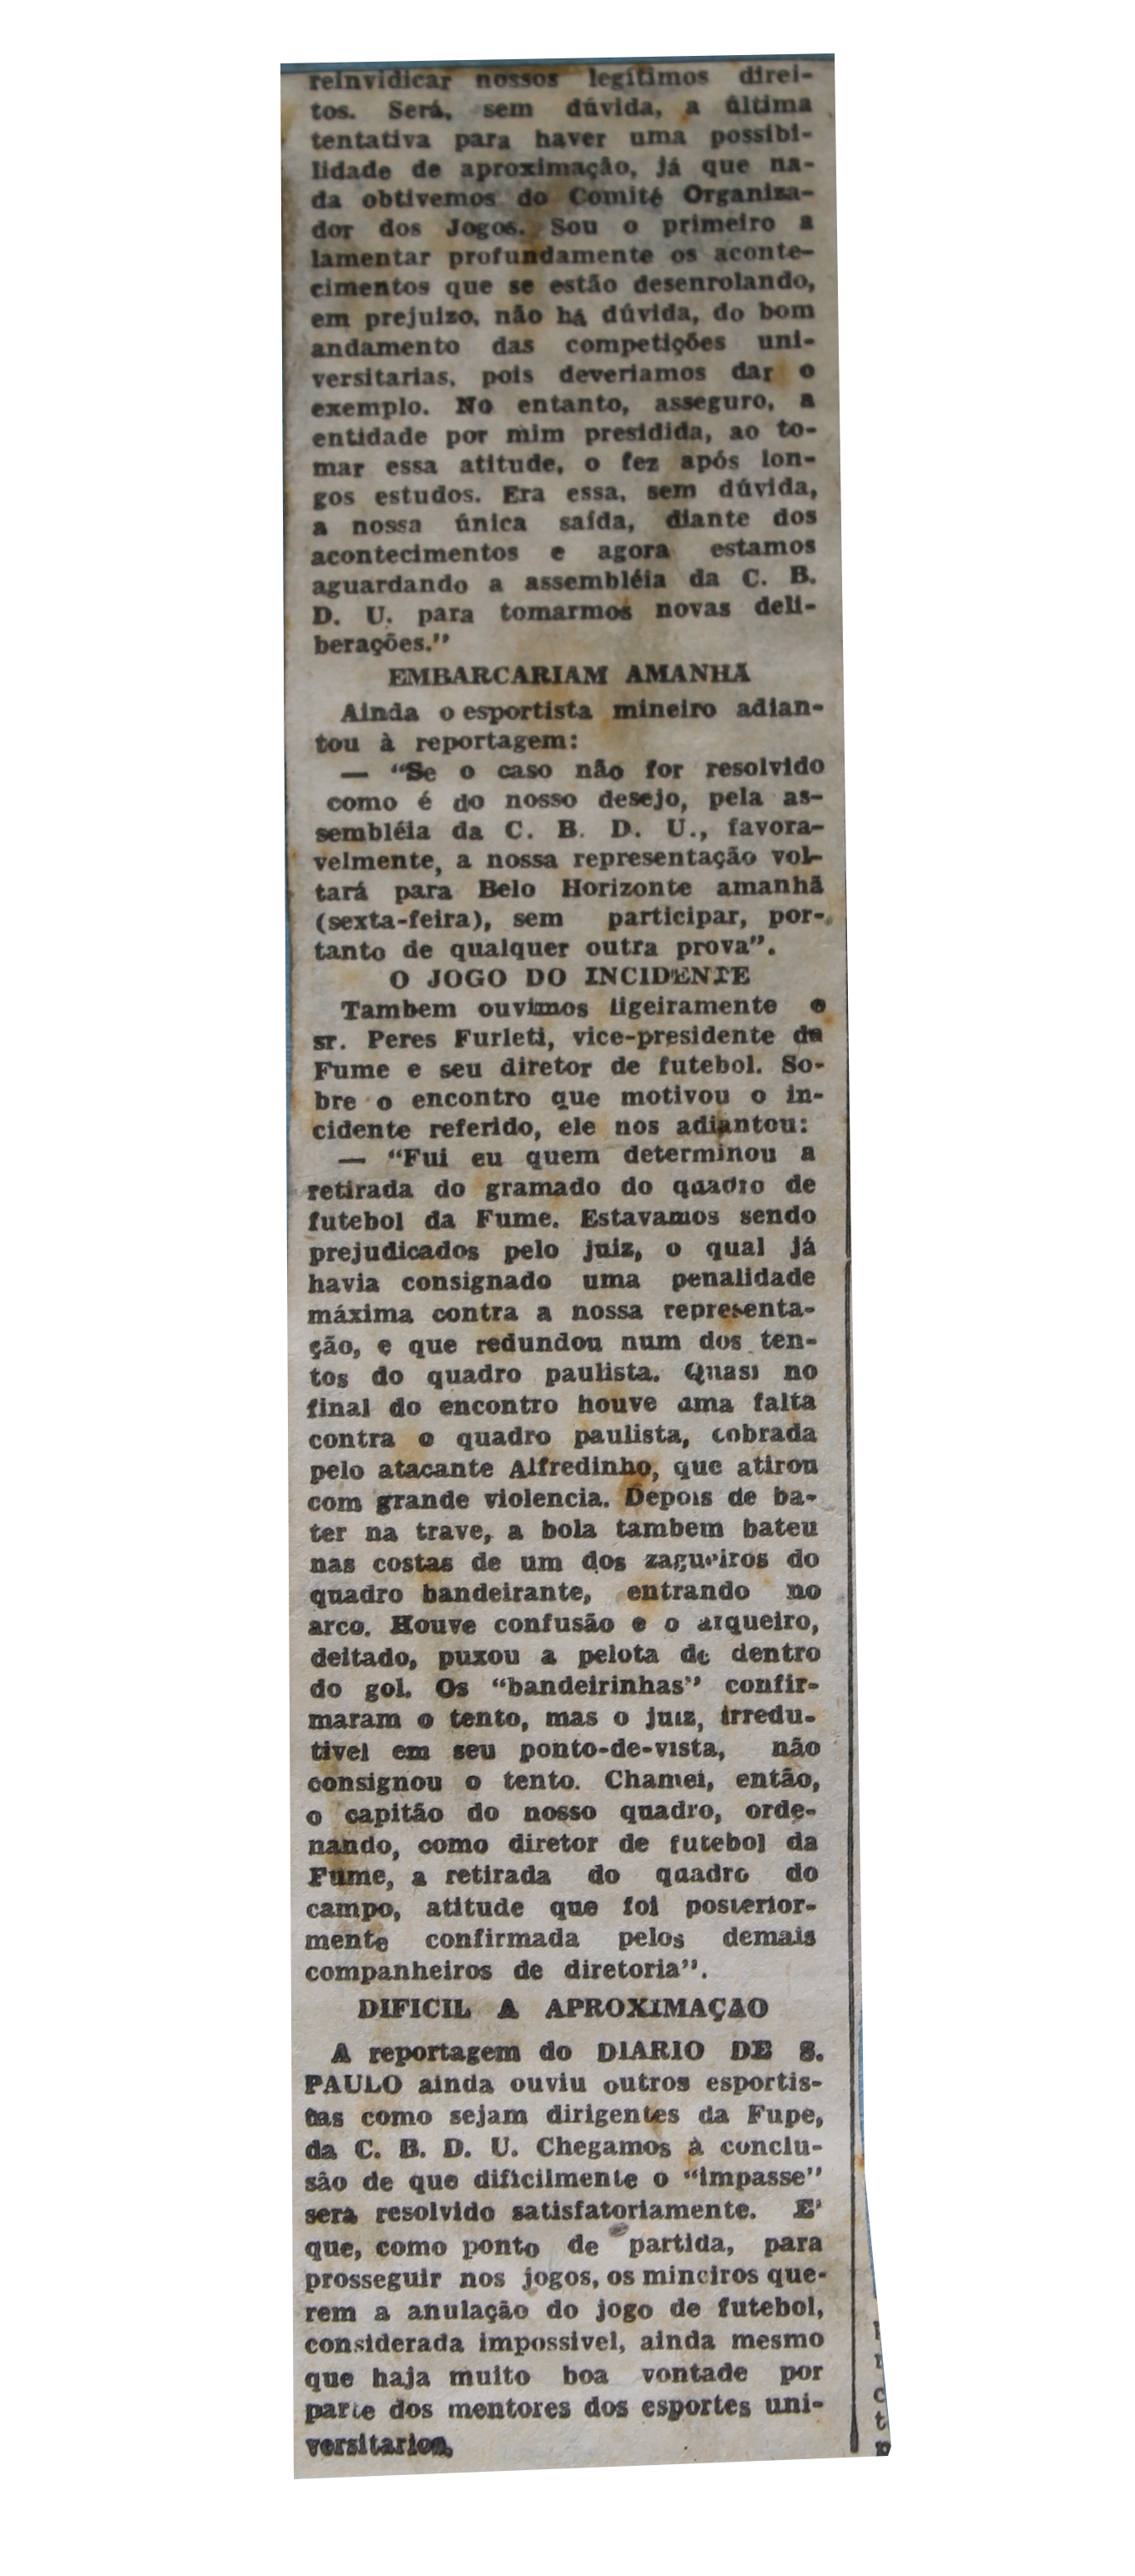 reinvidicar nossos legítimos direi-
tos. Será, sem dúvida, a última
tentativa para haver uma possibi-
lidade de aproximação, já que na-
da obtivemos do Comité Organiza-
dor dos Jogos. Sou o primeiro a
lamentar profundamente os aconte-
cimentos que se estão desenrolando,
em prejuizo, não há dúvida, do bom
andamento das competições uni-
versitarias, pois deveriamos dar o
exemplo. No entanto, asseguro, a
entidade por mim presidida, ao to-
mar essa atitude, o fez após lon-
gos estudos. Era essa, sem dúvida,
a nossa única saída, diante dos
acontecimentos e agora estamos
aguardando a assembléia da C. B.
D. U. para tomarmos novas deli-
berações."
EMBARCARIAM AMANHÃ
Ainda o esportista mineiro adian-
tou à reportagem:
— "Se o caso não for resolvido
como é do nosso desejo, pela as-
sembléia da C. B. D. U., favora-
velmente, a nossa representação vol-
tará para Belo Horizonte amanhã
(sexta-feira), sem participar, por-
tanto de qualquer outra prova".
O JOGO DO INCIDENTE
Tambem ouvimos ligeiramente o
sr. Peres Furleti, vice-presidente da
Fume e seu diretor de futebol. So-
bre o encontro que motivou o in-
cidente referido, ele nos adiantou:
— "Fui eu quem determinou a
retirada do gramado do quadro de
futebol da Fume. Estavamos sendo
prejudicados pelo juiz, o qual já
havia consignado uma penalidade
máxima contra a nossa representa-
ção, e que redundou num dos ten-
tos do quadro paulista. Quasi no
final do encontro houve uma falta
contra o quadro paulista, cobrada
pelo atacante Alfredinho, que atirou
com grande violencia. Depois de ba-
ter na trave, a bola tambem bateu
nas costas de um dos zagueiros do
quadro bandeirante, entrando no
arco. Houve confusão e o arqueiro,
deitado, puxou a pelota de dentro
do gol. Os "bandeirinhas" confir-
maram o tento, mas o juiz, irredu-
tivel em seu ponto-de-vista, não
consignou o tento. Chamei, então,
o capitão do nosso quadro, orde-
nando, como diretor de futebol da
Fume, a retirada do quadro do
campo, atitude que foi posterior-
mente confirmada pelos demais
companheiros de diretoria".
DIFICIL A APROXIMAÇÃO
A reportagem do DIARIO DE S.
PAULO ainda ouviu outros esportis-
tas como sejam dirigentes da Fupe,
da C. B. D. U. Chegamos à conclu-
são de que dificilmente o "impasse"
será resolvido satisfatoriamente. E'
que, como ponto de partida, para
prosseguir nos jogos, os mineiros que-
rem a anulação do jogo de futebol,
considerada impossivel, ainda mesmo
que haja muito boa vontade por
parte dos mentores dos esportes uni-
versitarios.